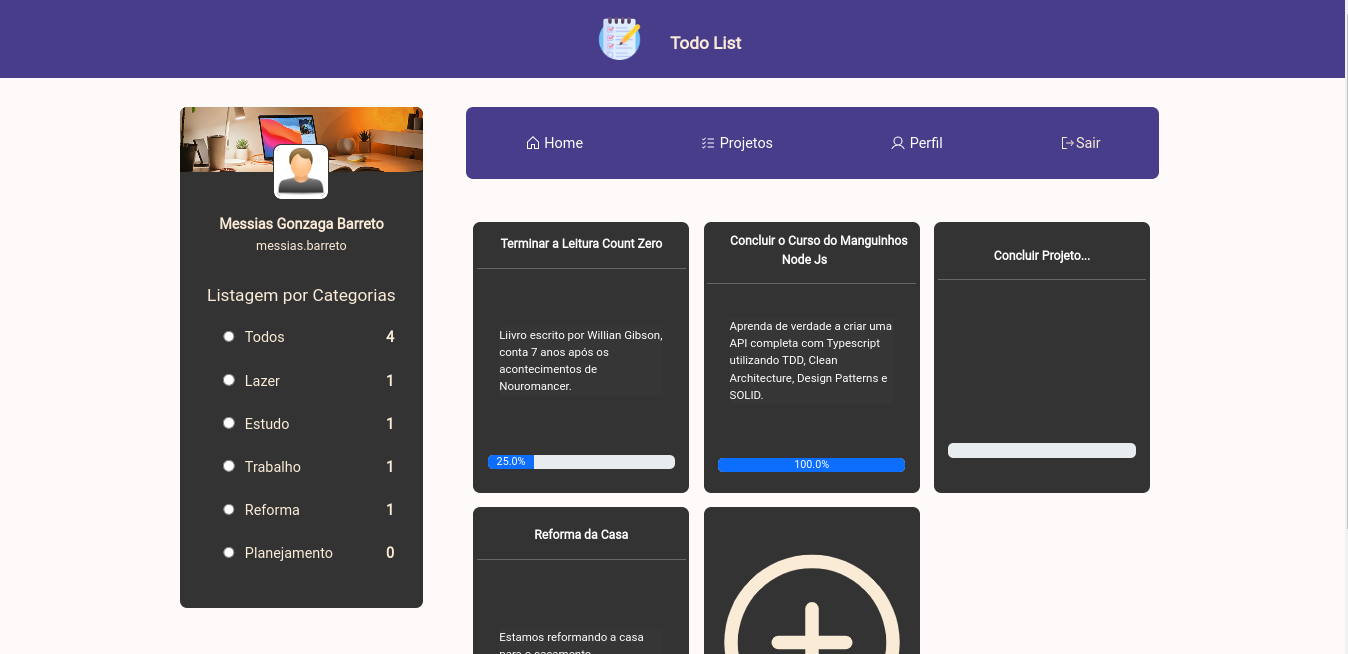 Todo List
Home
Projetos
Perfil
Sair
Messias Gonzaga Barreto
messias.barreto
Listagem por Categorias
Todos 4
Lazer 1
Estudo 1
Trabalho 1
Reforma 1
Planejamento 0
Terminar a Leitura Count Zero
Liivro escrito por Willian Gibson,
conta 7 anos após os
acontecimentos de
Nouromancer.
25.0%
Concluir o Curso do Manguinhos
Node Js
Aprenda de verdade a criar uma
API completa com Typescript
utilizando TDD, Clean
Architecture, Design Patterns e
SOLID.
100.0%
Concluir Projeto...
Reforma da Casa
Estamos reformando a casa
para o casamento